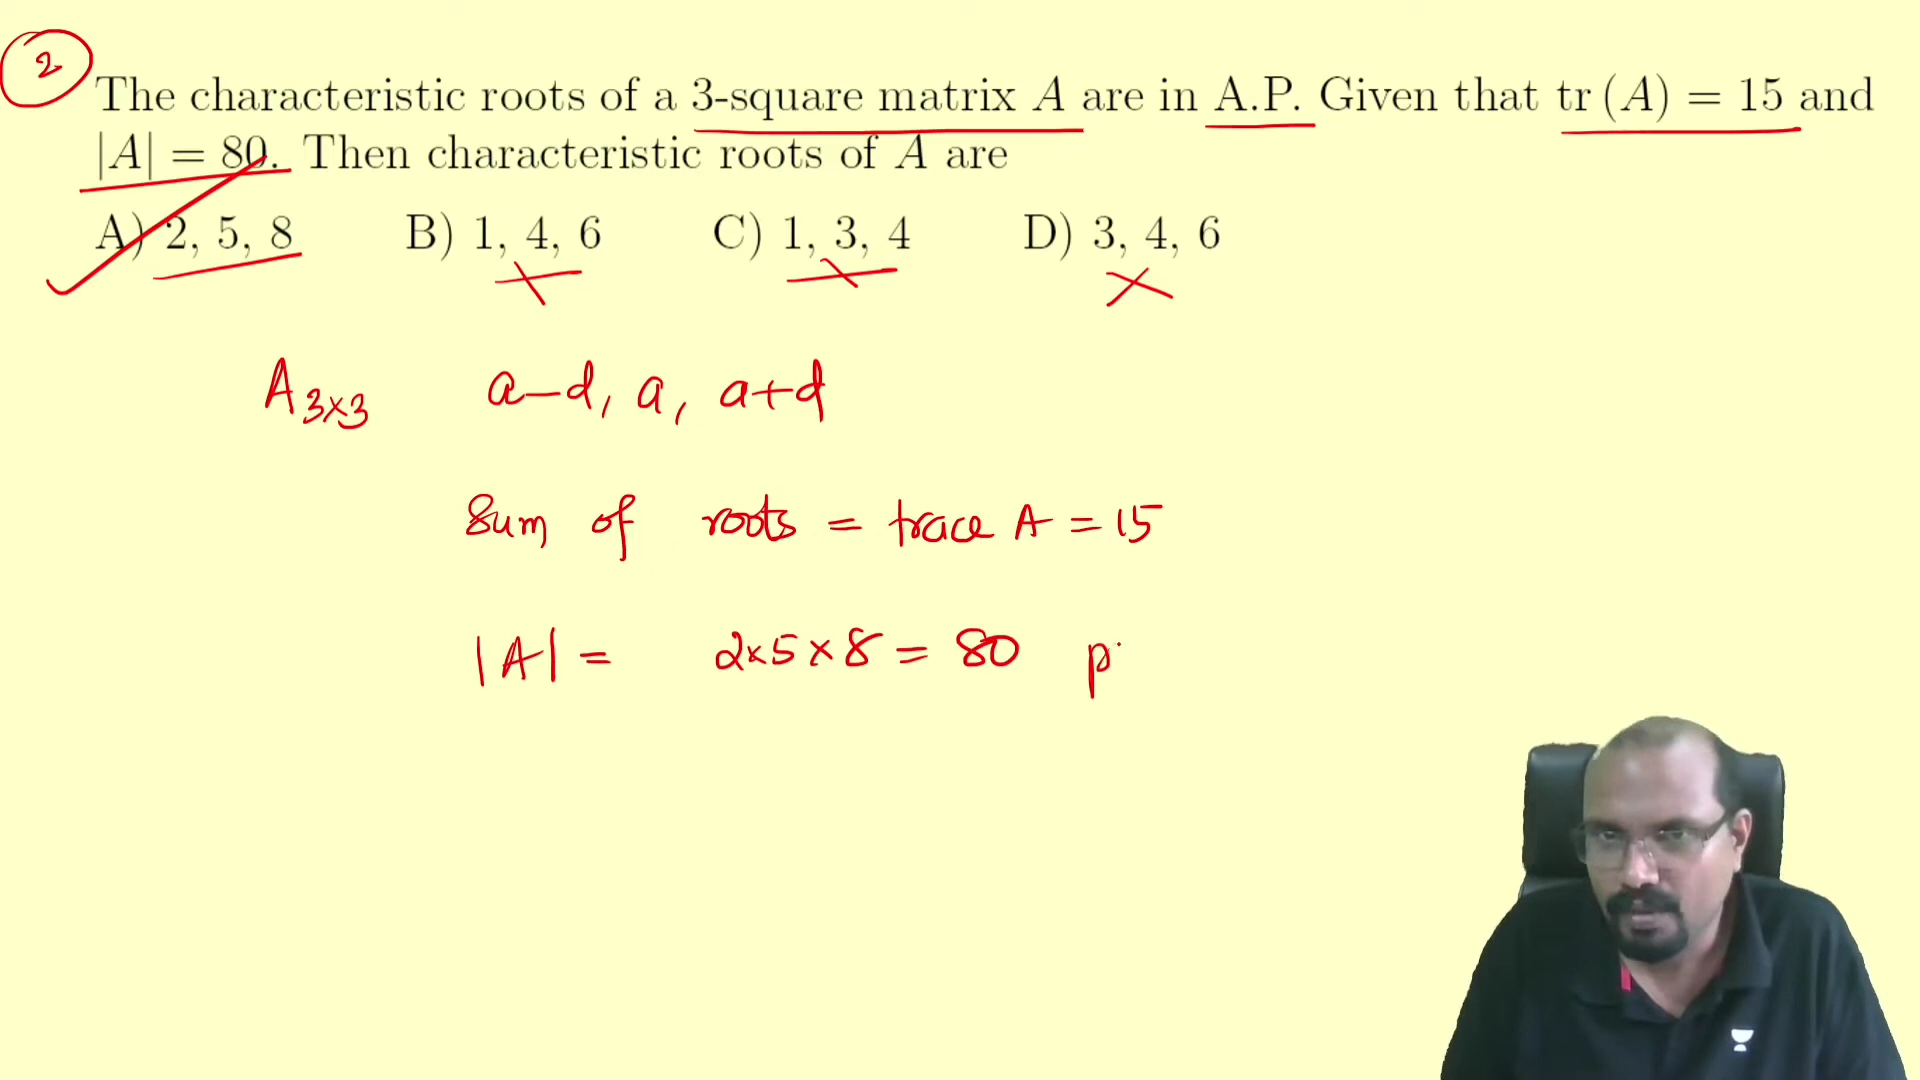 2
The characteristic roots of a 3-square matrix A are in A.P. Given that tr (A) = 15 and
|A| = 80. Then characteristic roots of A are
A) 2, 5, 8 B) 1, 4, 6 C) 1, 3, 4 D) 3, 4, 6
A 3×3 a-d, a, a+d
Sum of roots = trace A = 15
|A| = 2×5×8 = 80 p